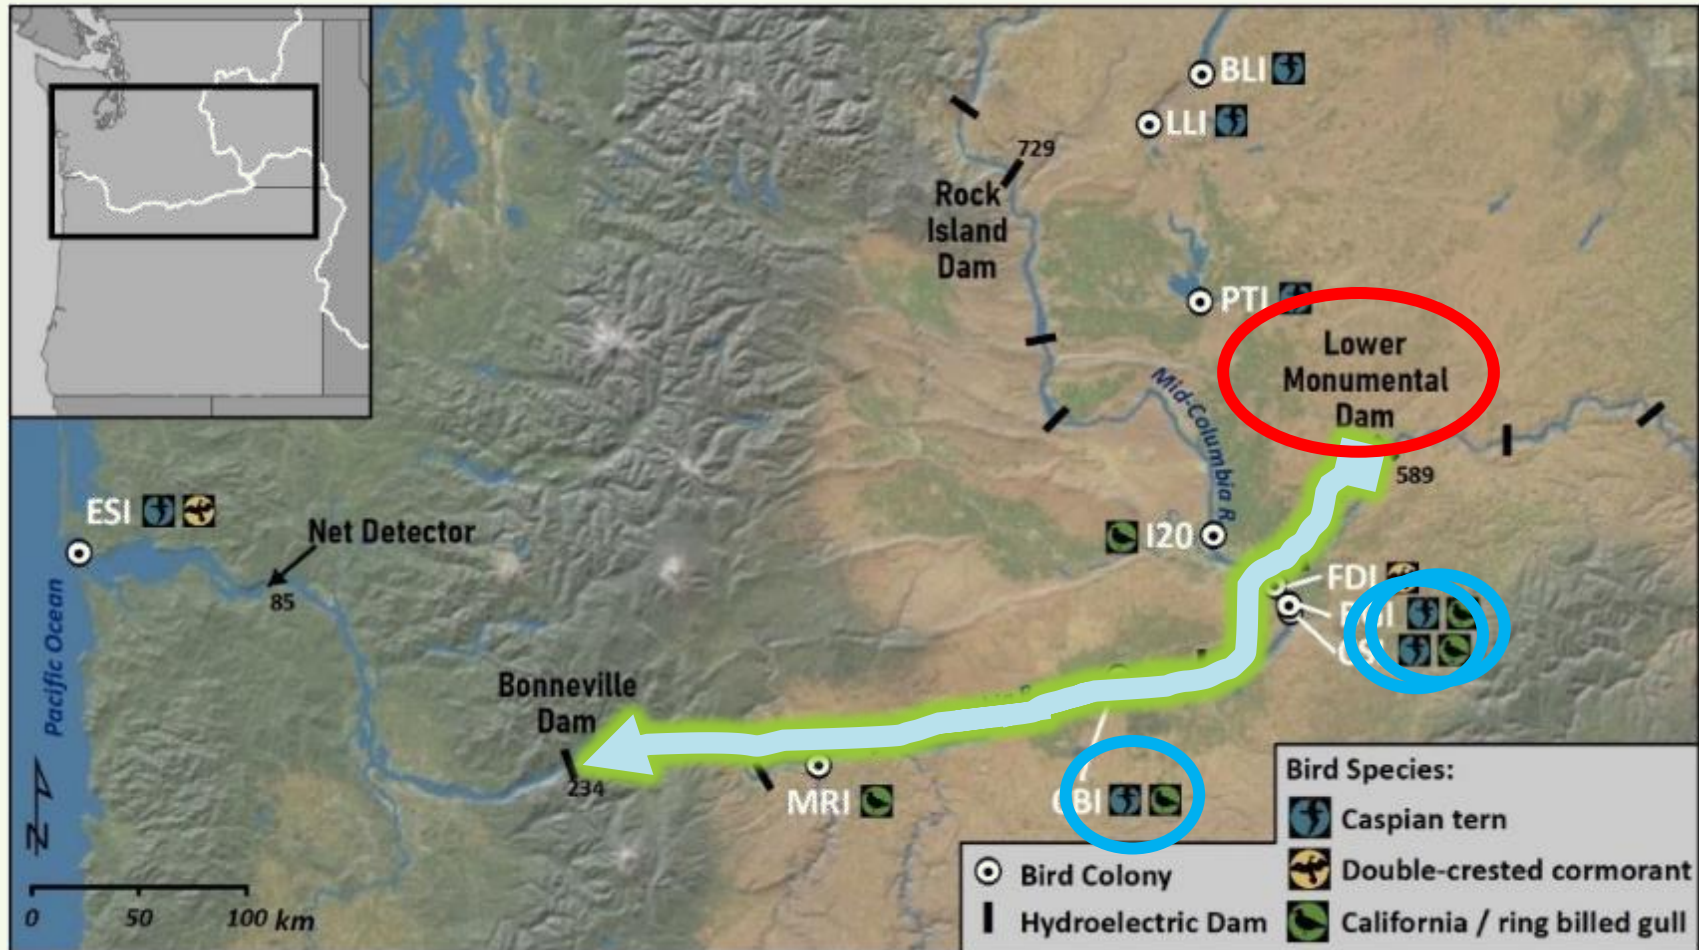 BLI
LLI
729
Rock
Island
Dam
PTI
Lower
Monumental
Dam
Mid-Columbia R.
589
ESI
Net Detector
I20
FDI
85
Pacific Ocean
Bonneville
Dam
234
MRI
N
0 50 100 km
Bird Species:
Caspian tern
Double-crested cormorant
California / ring billed gull
Bird Colony
Hydroelectric Dam